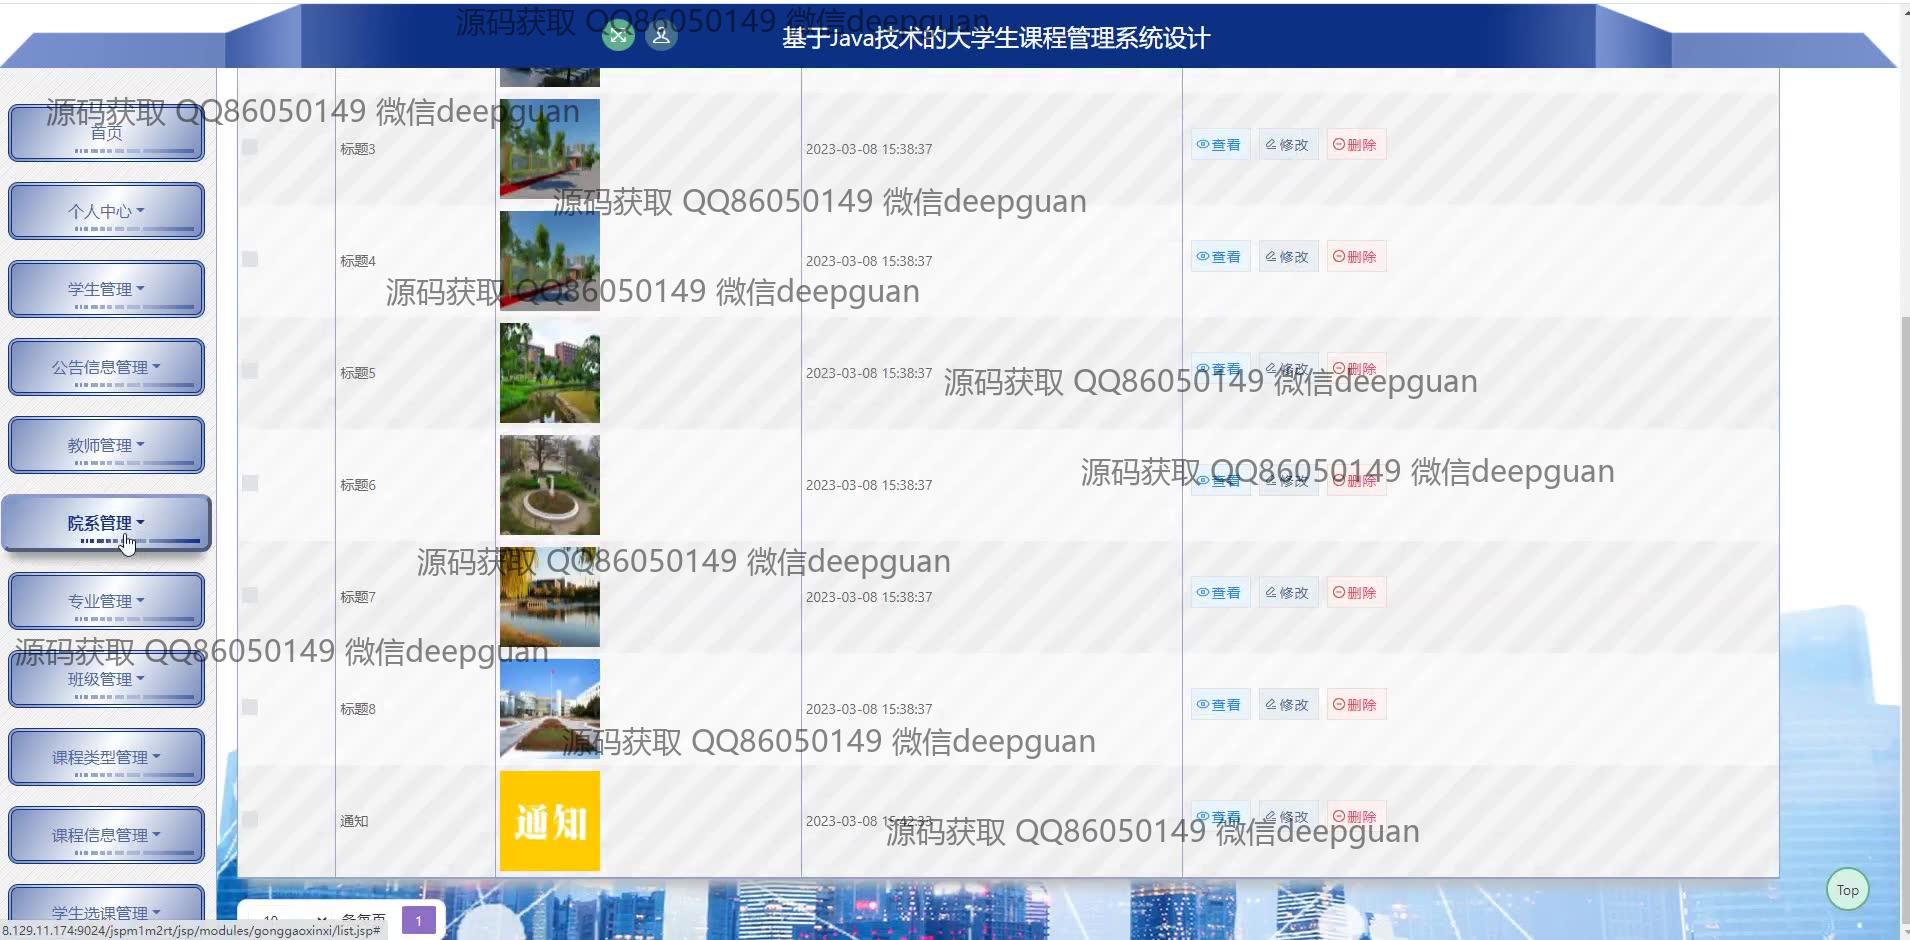 源码获取 QQ86050149 微信deepguan
基于Java技术的大学生课程管理系统设计
源码获取 QQ86050149 微信deepguan
首页
标题3
2023-03-08 15:38:37
查看
修改
删除
源码获取 QQ86050149 微信deepguan
个人中心
标题4
2023-03-08 15:38:37
查看
修改
删除
学生管理
源码获取 QQ86050149 微信deepguan
公告信息管理
标题5
2023-03-08 15:38:37
查看
修改
删除
源码获取 QQ86050149 微信deepguan
教师管理
源码获取 QQ86050149 微信deepguan
标题6
2023-03-08 15:38:37
查看
修改
删除
院系管理
源码获取 QQ86050149 微信deepguan
专业管理
标题7
2023-03-08 15:38:37
查看
修改
删除
源码获取 QQ86050149 微信deepguan
班级管理
标题8
2023-03-08 15:38:37
查看
修改
删除
源码获取 QQ86050149 微信deepguan
课程类型管理
课程信息管理
通知
通知
2023-03-08 15:42:33
查看
修改
删除
源码获取 QQ86050149 微信deepguan
Top
学生选课管理
10
条每页
1
8.129.11.174:9024/jspm1m2rt/jsp/modules/gonggaoxinxi/list.jsp#